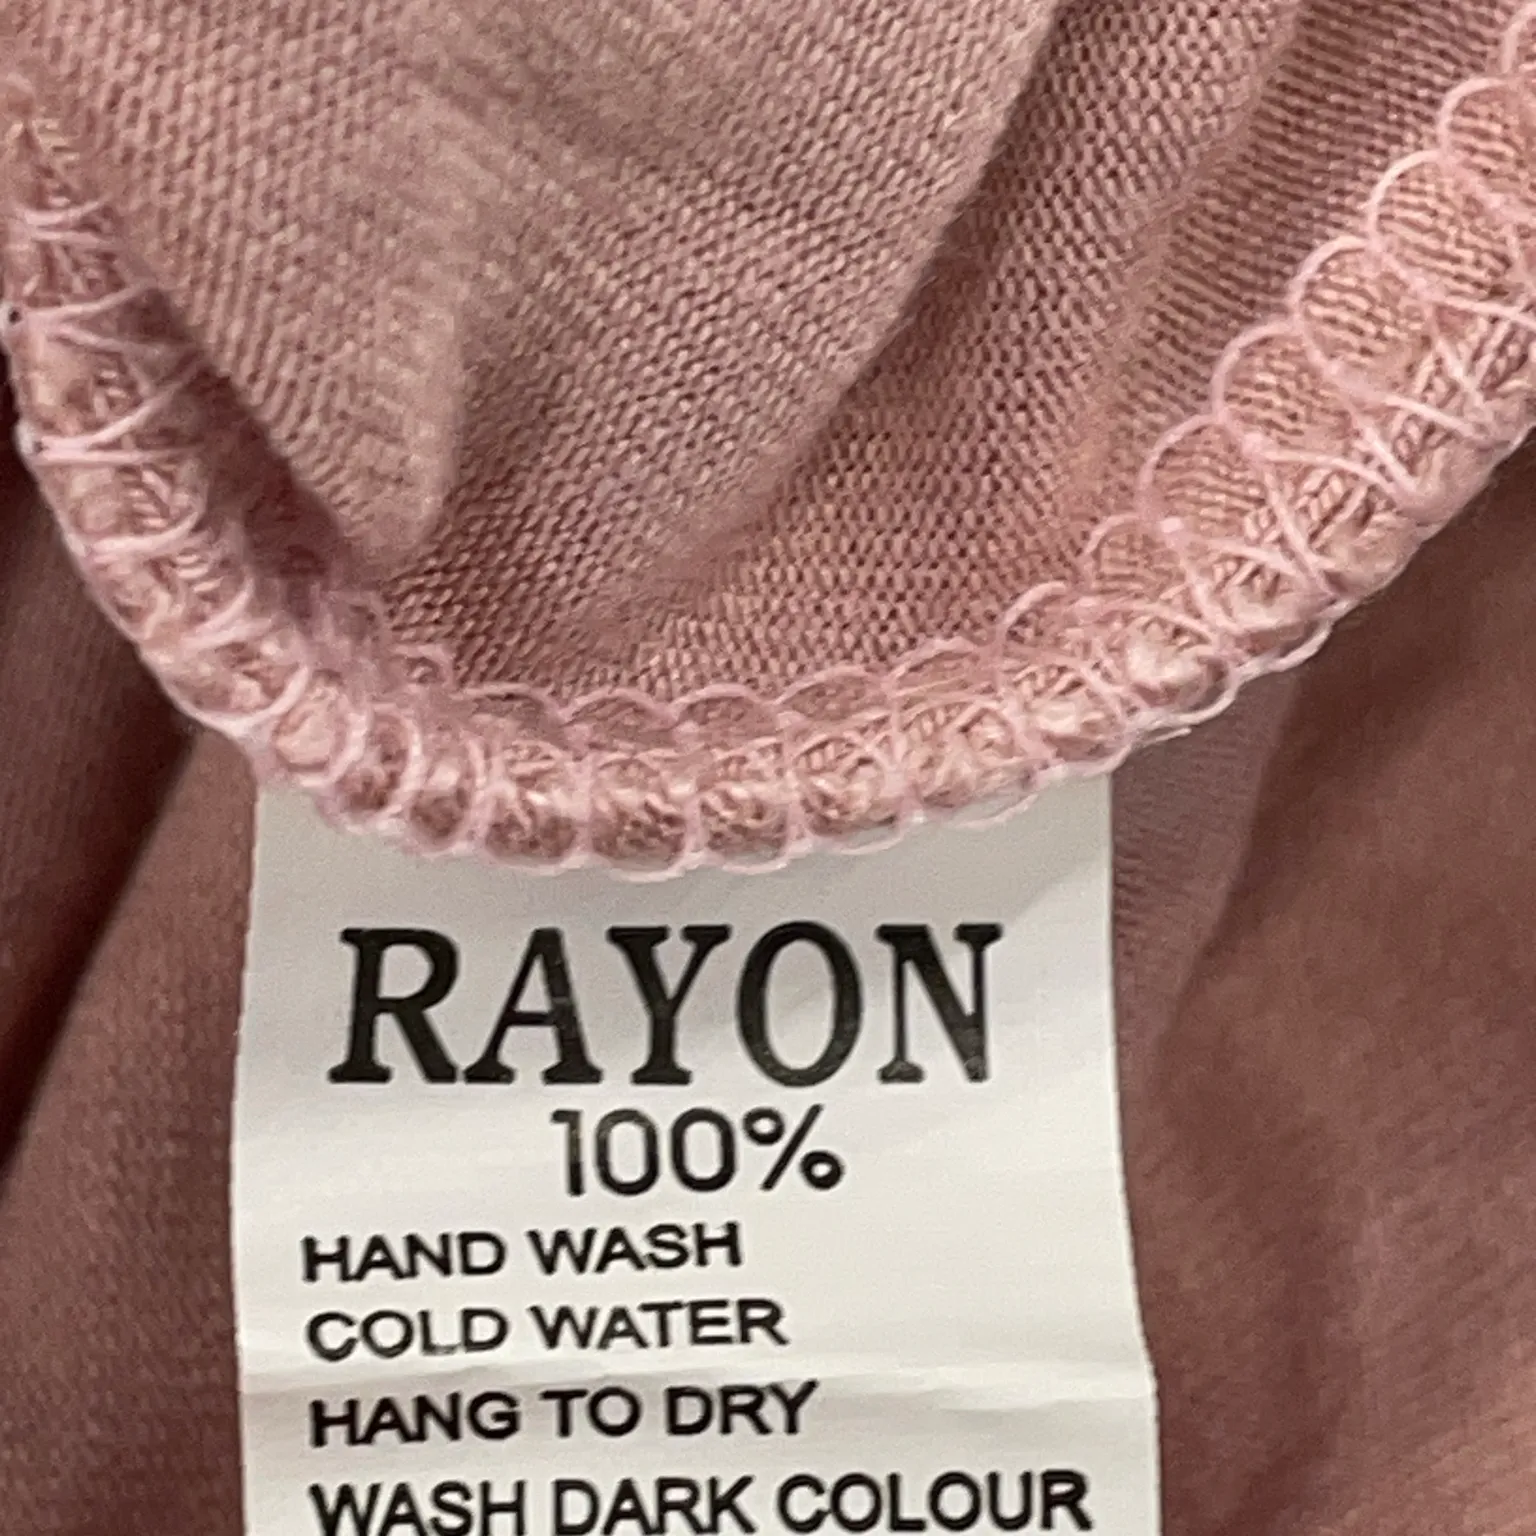 RAYON
100%
HAND WASH
COLD WATER
HANG TO DRY
WASH DARK COLOUR